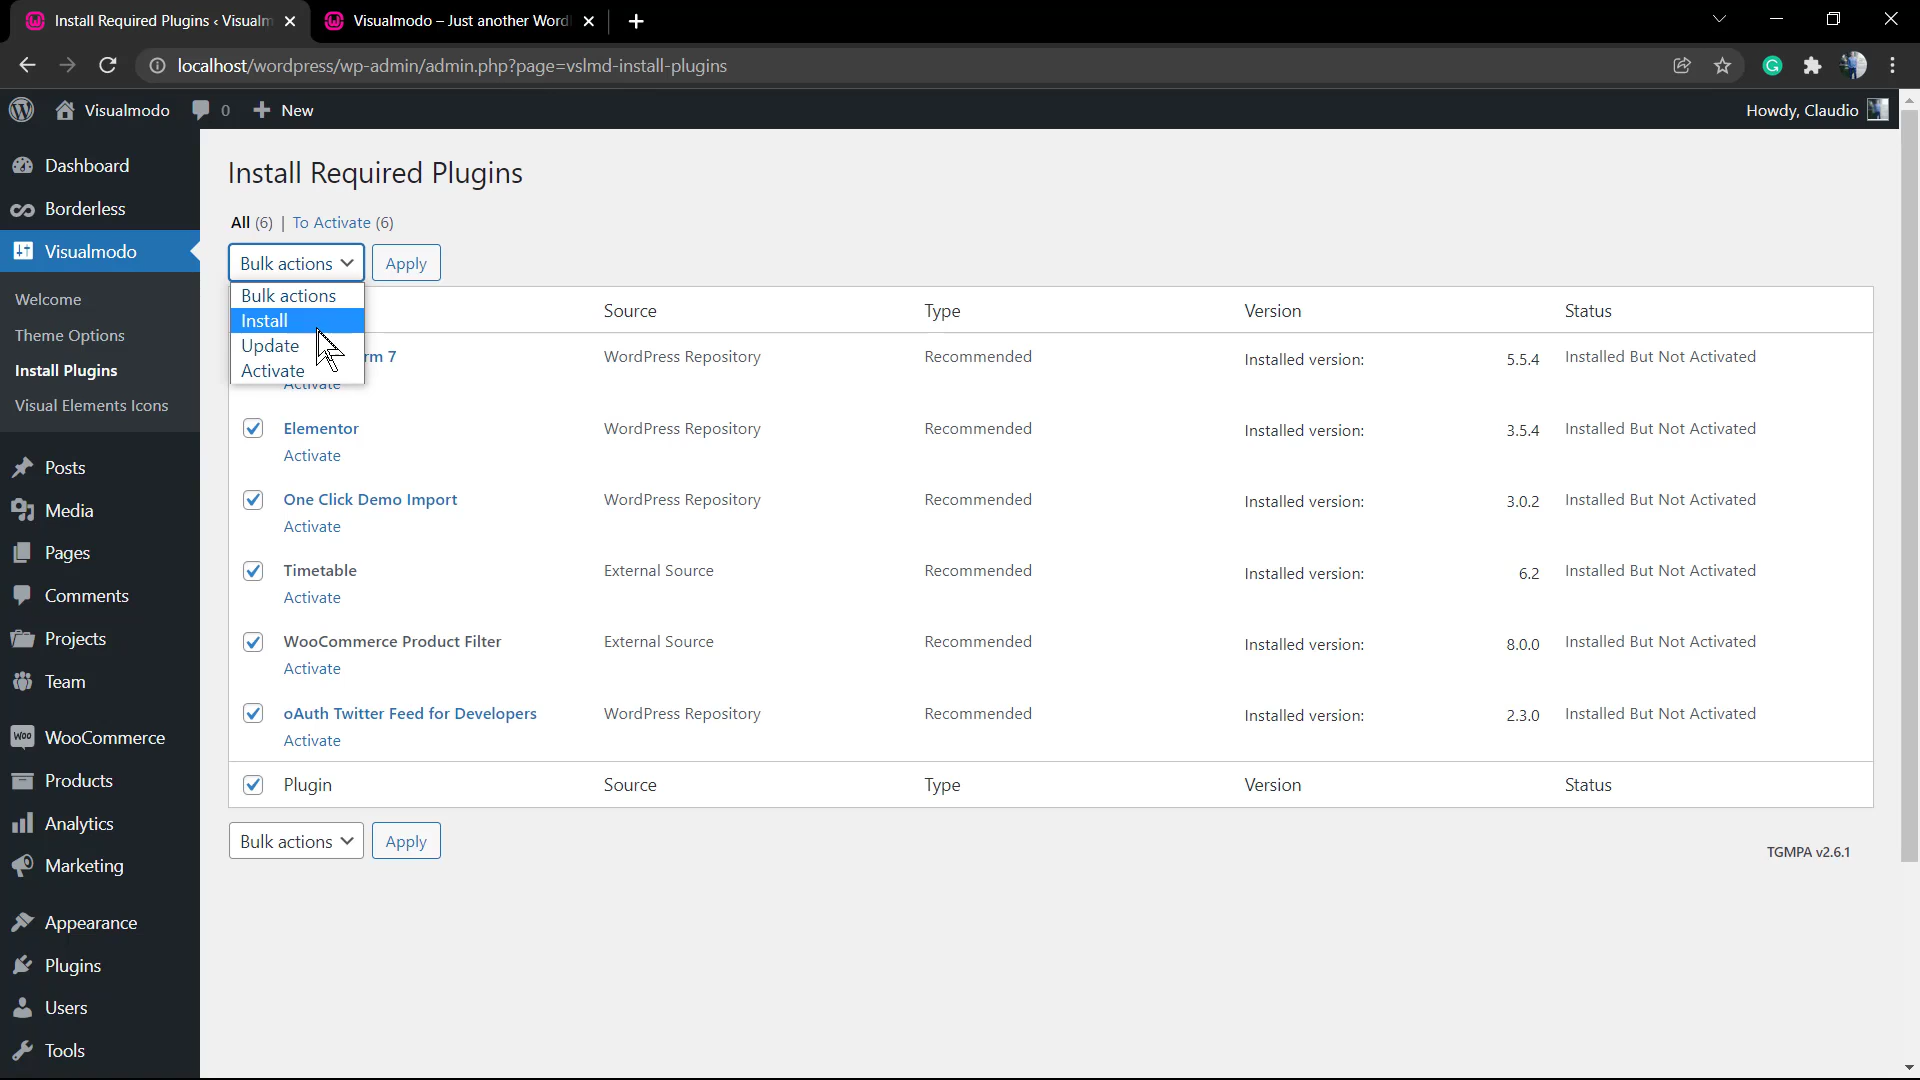 Install Required Plugins ‹ Visualm
Visualmodo – Just another Word
localhost/wordpress/wp-admin/admin.php?page=vslmd-install-plugins
Visualmodo 0 New
Howdy, Claudio
Dashboard
Borderless
Visualmodo
Welcome
Theme Options
Install Plugins
Visual Elements Icons
Posts
Media
Pages
Comments
Projects
Team
WooCommerce
Products
Analytics
Marketing
Appearance
Plugins
Users
Tools
Install Required Plugins
All (6) | To Activate (6)
Bulk actions Apply
Bulk actions
Install
Update
Activate
Source Type Version Status
rm 7 WordPress Repository Recommended Installed version: 5.5.4 Installed But Not Activated
Activate
Elementor WordPress Repository Recommended Installed version: 3.5.4 Installed But Not Activated
Activate
One Click Demo Import WordPress Repository Recommended Installed version: 3.0.2 Installed But Not Activated
Activate
Timetable External Source Recommended Installed version: 6.2 Installed But Not Activated
Activate
WooCommerce Product Filter External Source Recommended Installed version: 8.0.0 Installed But Not Activated
Activate
oAuth Twitter Feed for Developers WordPress Repository Recommended Installed version: 2.3.0 Installed But Not Activated
Activate
Plugin Source Type Version Status
Bulk actions Apply
TGMPA v2.6.1